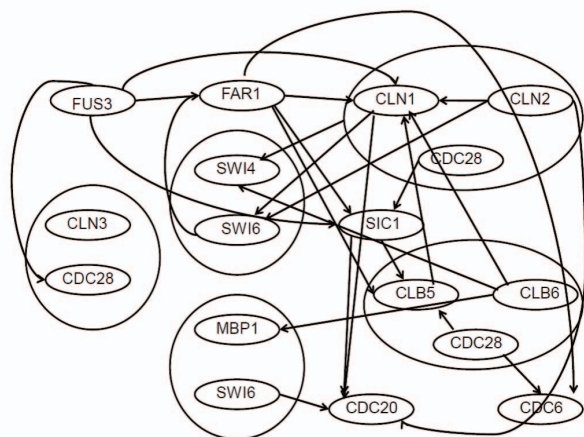 FUS3
FAR1
CLN1
CLN2
CDC28
SWI4
SWI6
SIC1
CLN3
CDC28
CLB5
CLB6
MBP1
CDC28
SWI6
CDC20
CDC6